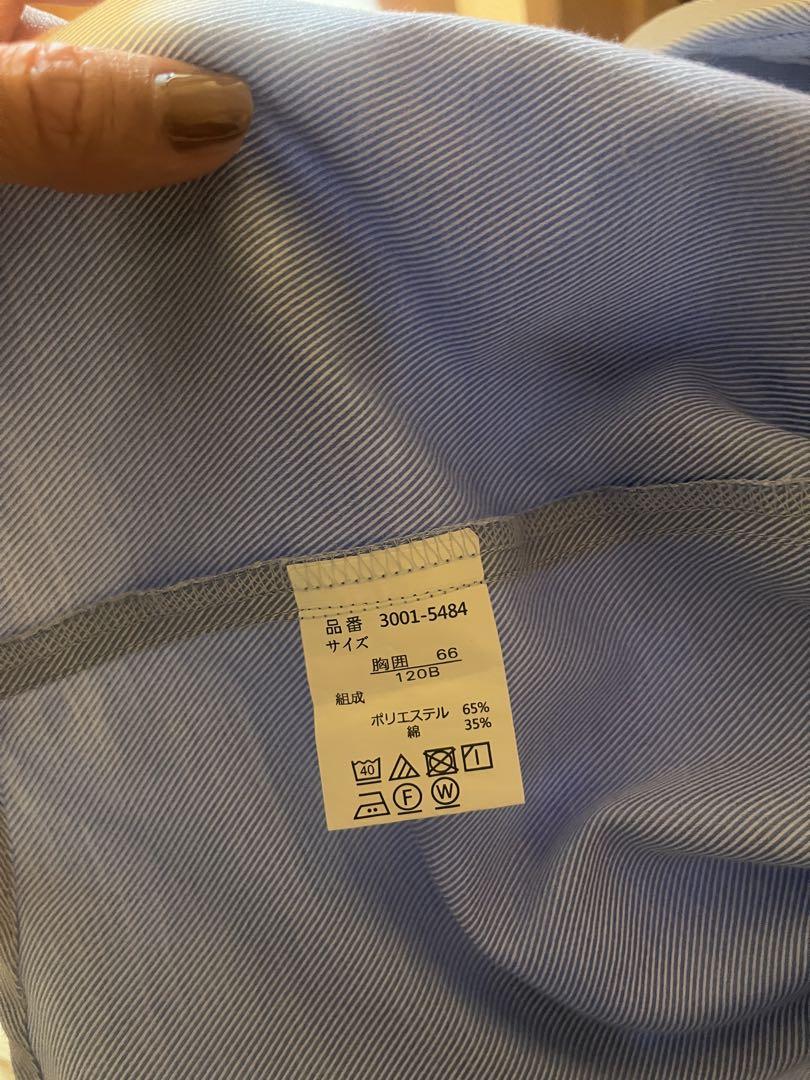 品番 3001-5484
サイズ
胸囲 66
120B
組成
ポリエステル 65%
綿 35%
40
F W